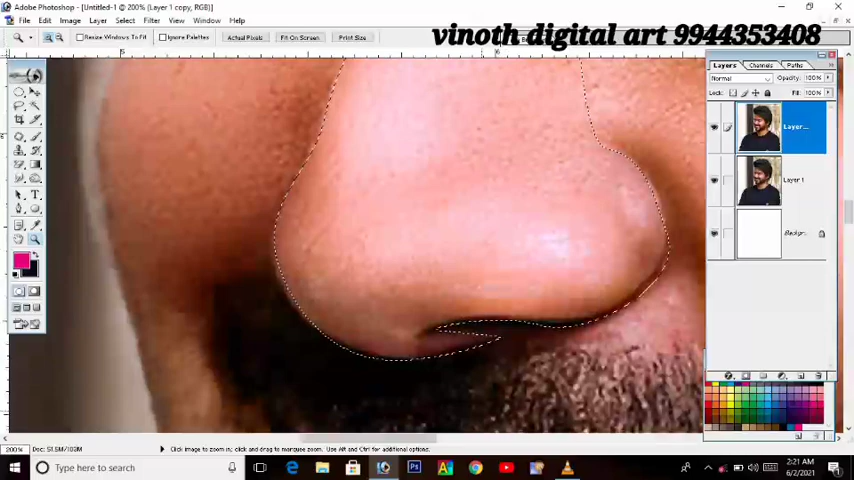 Adobe Photoshop - [Untitled-1 @ 200% (Layer 1 copy, RGB)]
File Edit Image Layer Select Filter View Window Help
Resize Windows To Fit Ignore Palettes Actual Pixels Fit On Screen Print Size
vinoth digital art 9944353408
Layers Channels Paths
Normal Opacity: 100%
Lock: Fill: 100%
Layer...
Layer 1
200% Doc: 51.5M/103M Click image to zoom in; click and drag to marquee zoom. Use Alt and Ctrl for additional options.
Type here to search
2:21 AM
6/2/2021